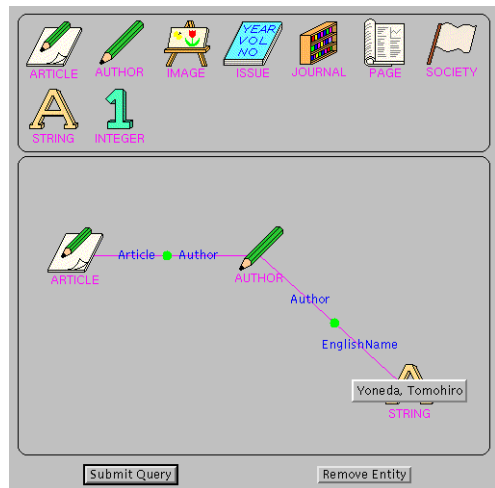 YEAR
VOL
NO
ARTICLE AUTHOR IMAGE ISSUE JOURNAL PAGE SOCIETY
A 1
STRING INTEGER
Article Author
ARTICLE AUTHOR
Author
EnglishName
A
Yoneda, Tomohiro
STRING
Submit Query Remove Entity